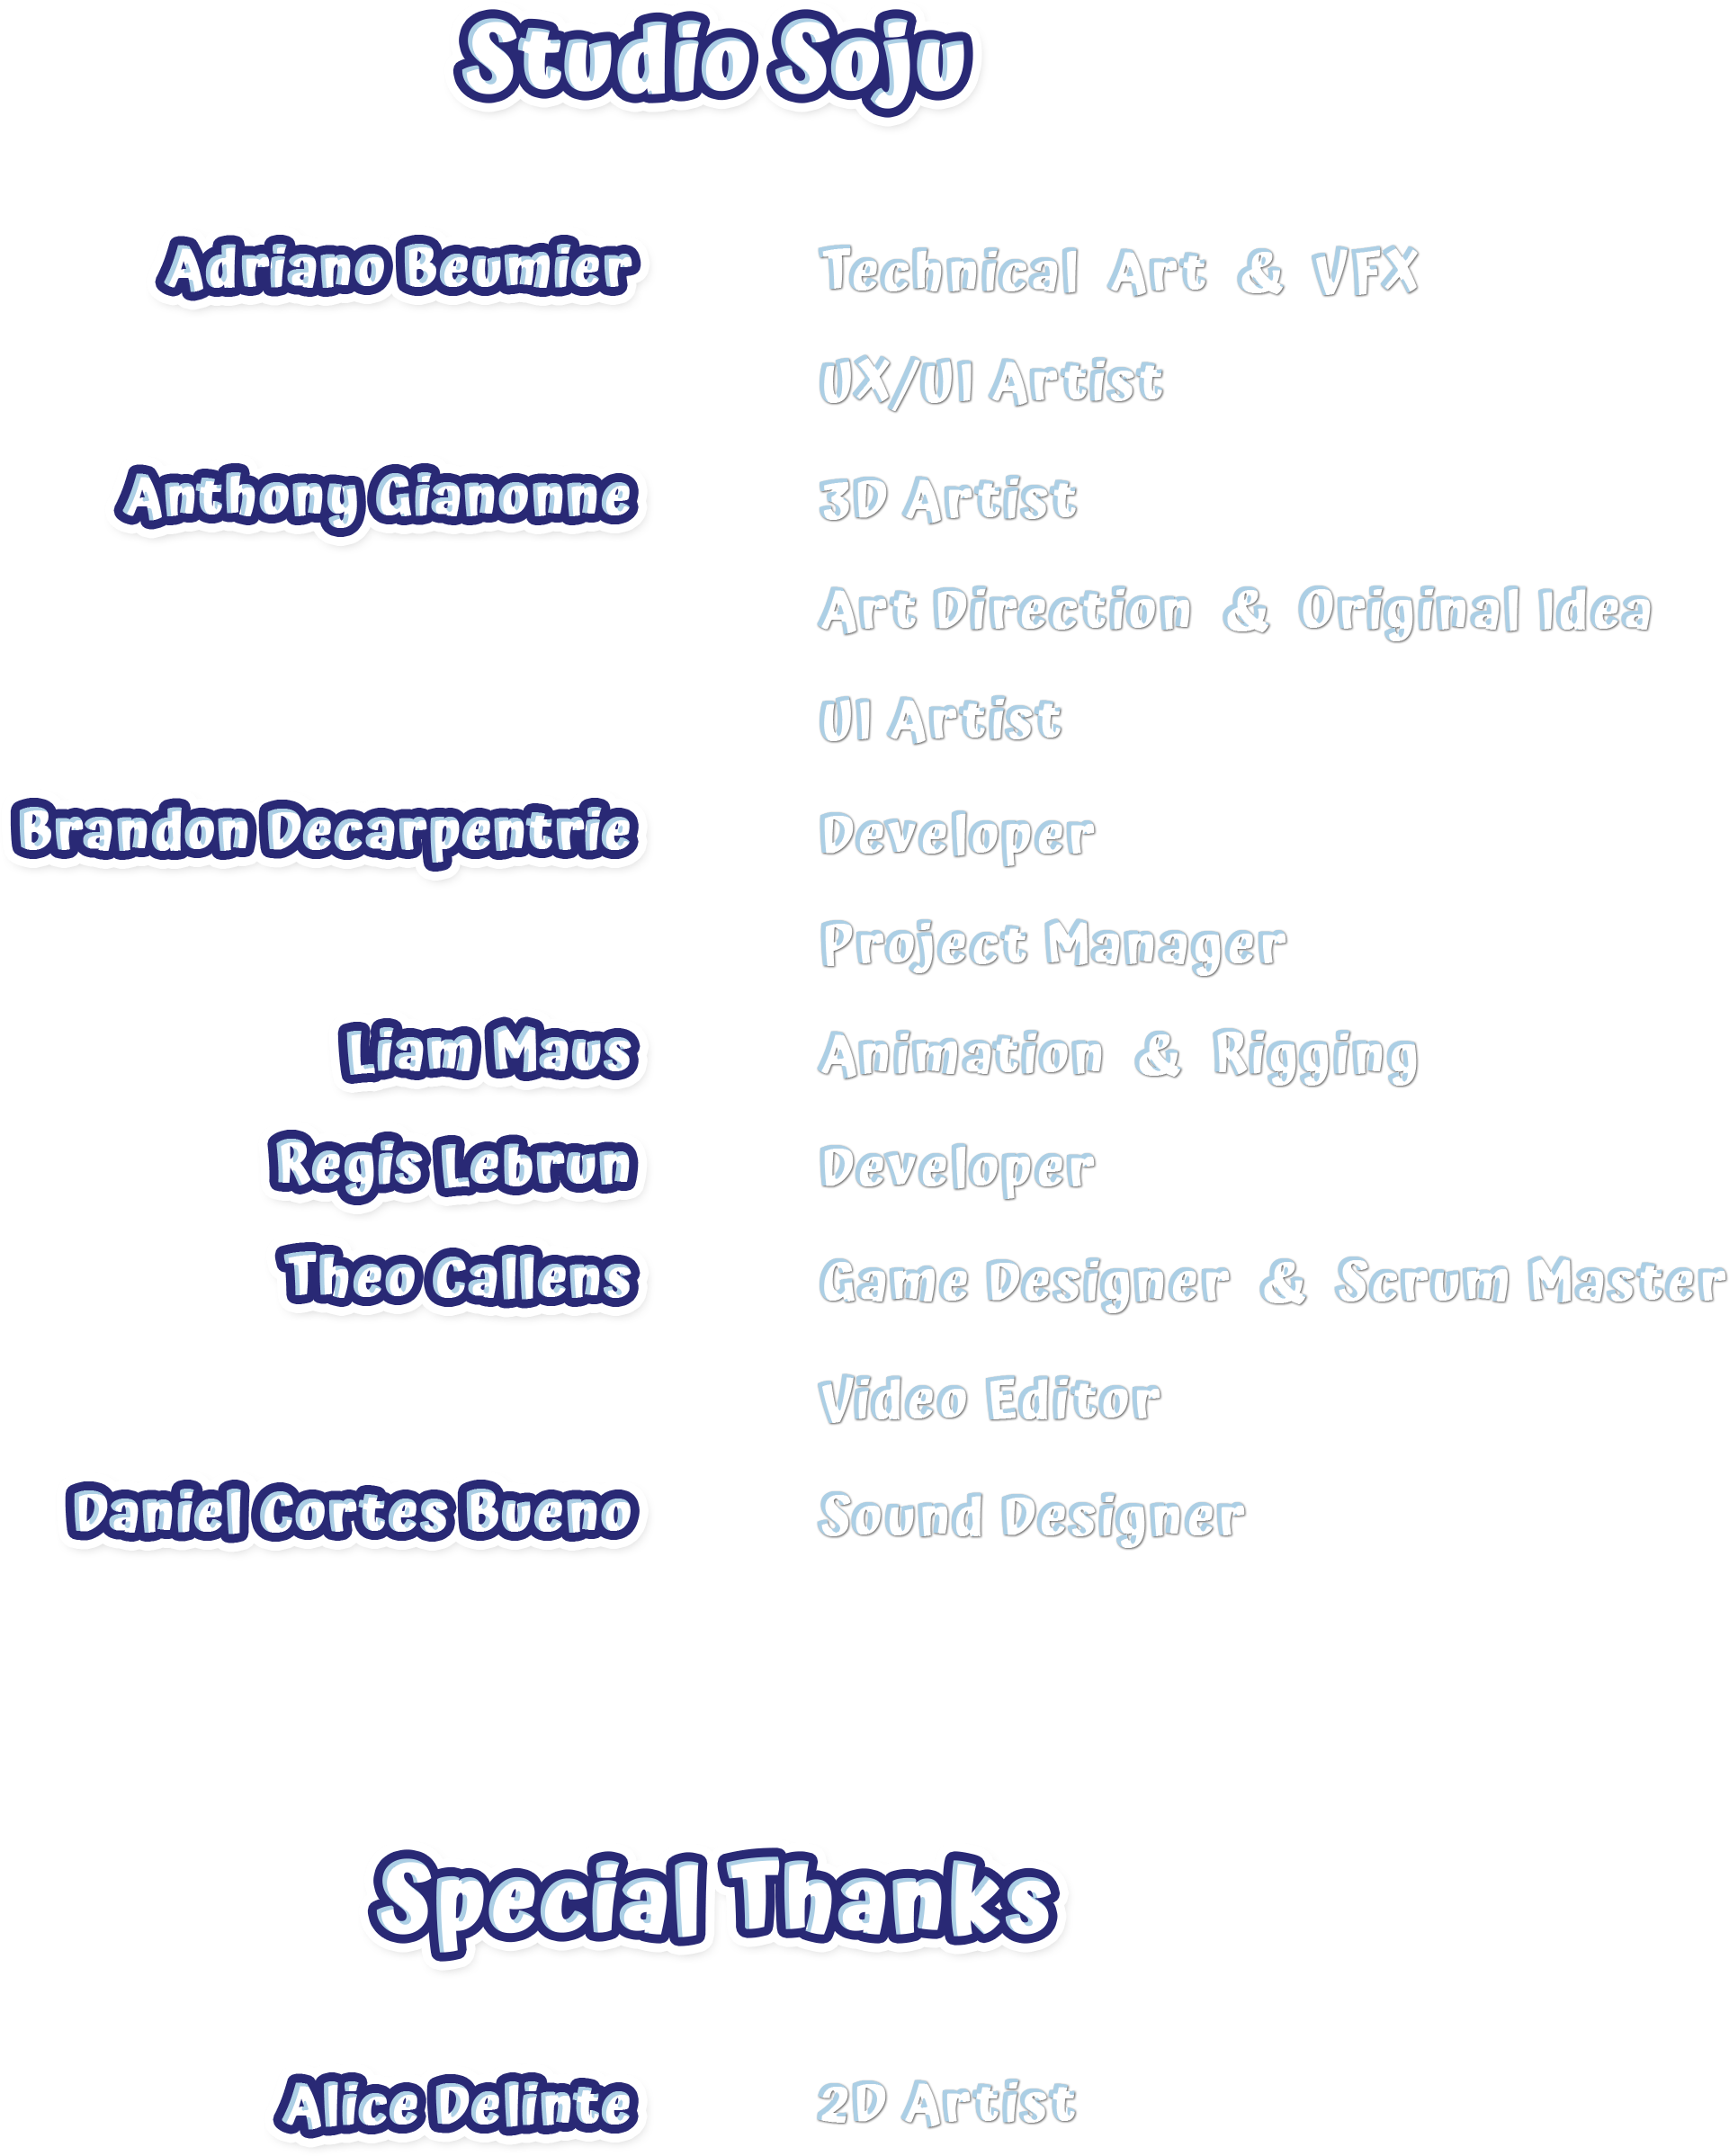 Studio Soju
Adriano Beumier Technical Art & VFX
UX/UI Artist
Anthony Gianonne 3D Artist
Art Direction & Original Idea
UI Artist
Brandon Decarpentrie Developer
Project Manager
Liam Maus Animation & Rigging
Regis Lebrun Developer
Theo Callens Game Designer & Scrum Master
Video Editor
Daniel Cortes Bueno Sound Designer
Special Thanks
Alice Delinte 2D Artist